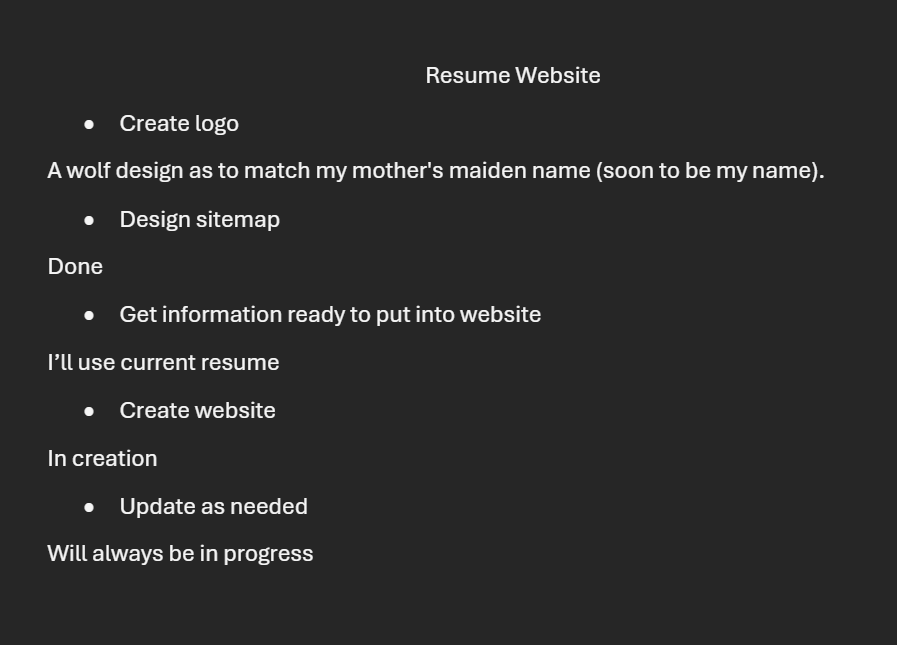 Resume Website
• Create logo
A wolf design as to match my mother's maiden name (soon to be my name).
• Design sitemap
Done
• Get information ready to put into website
I’ll use current resume
• Create website
In creation
• Update as needed
Will always be in progress